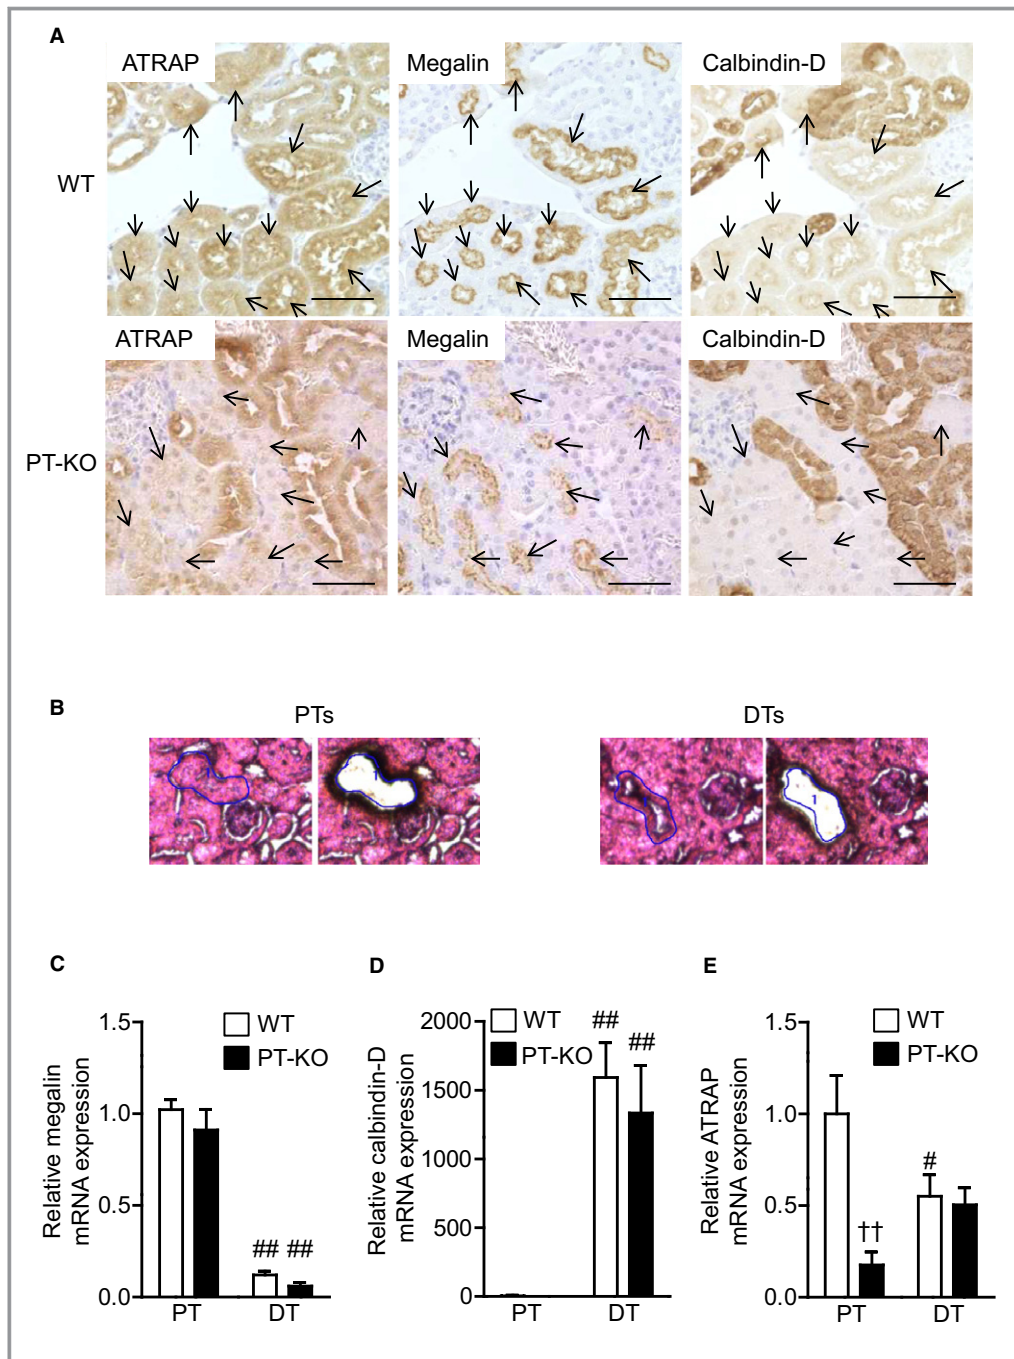 A
ATRAP
Megalin
Calbindin-D
WT
ATRAP
Megalin
Calbindin-D
PT-KO
B
PTs
DTs
1
1
1
1
C
Relative megalin
mRNA expression
1.5
1.0
0.5
0.0
WT
PT-KO
## ##
PT
DT
D
Relative calbindin-D
mRNA expression
2000
1500
1000
500
0
WT
PT-KO
##
##
PT
DT
E
Relative ATRAP
mRNA expression
1.5
1.0
0.5
0.0
WT
PT-KO
††
#
PT
DT